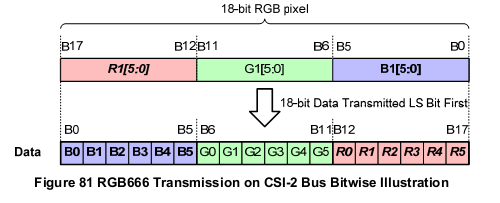 18-bit RGB pixel
B17 B12 B11 B6 B5 B0
R1[5:0] G1[5:0] B1[5:0]
18-bit Data Transmitted LS Bit First
B0 B5 B6 B11 B12 B17
Data B0 B1 B2 B3 B4 B5 G0 G1 G2 G3 G4 G5 R0 R1 R2 R3 R4 R5
Figure 81 RGB666 Transmission on CSI-2 Bus Bitwise Illustration